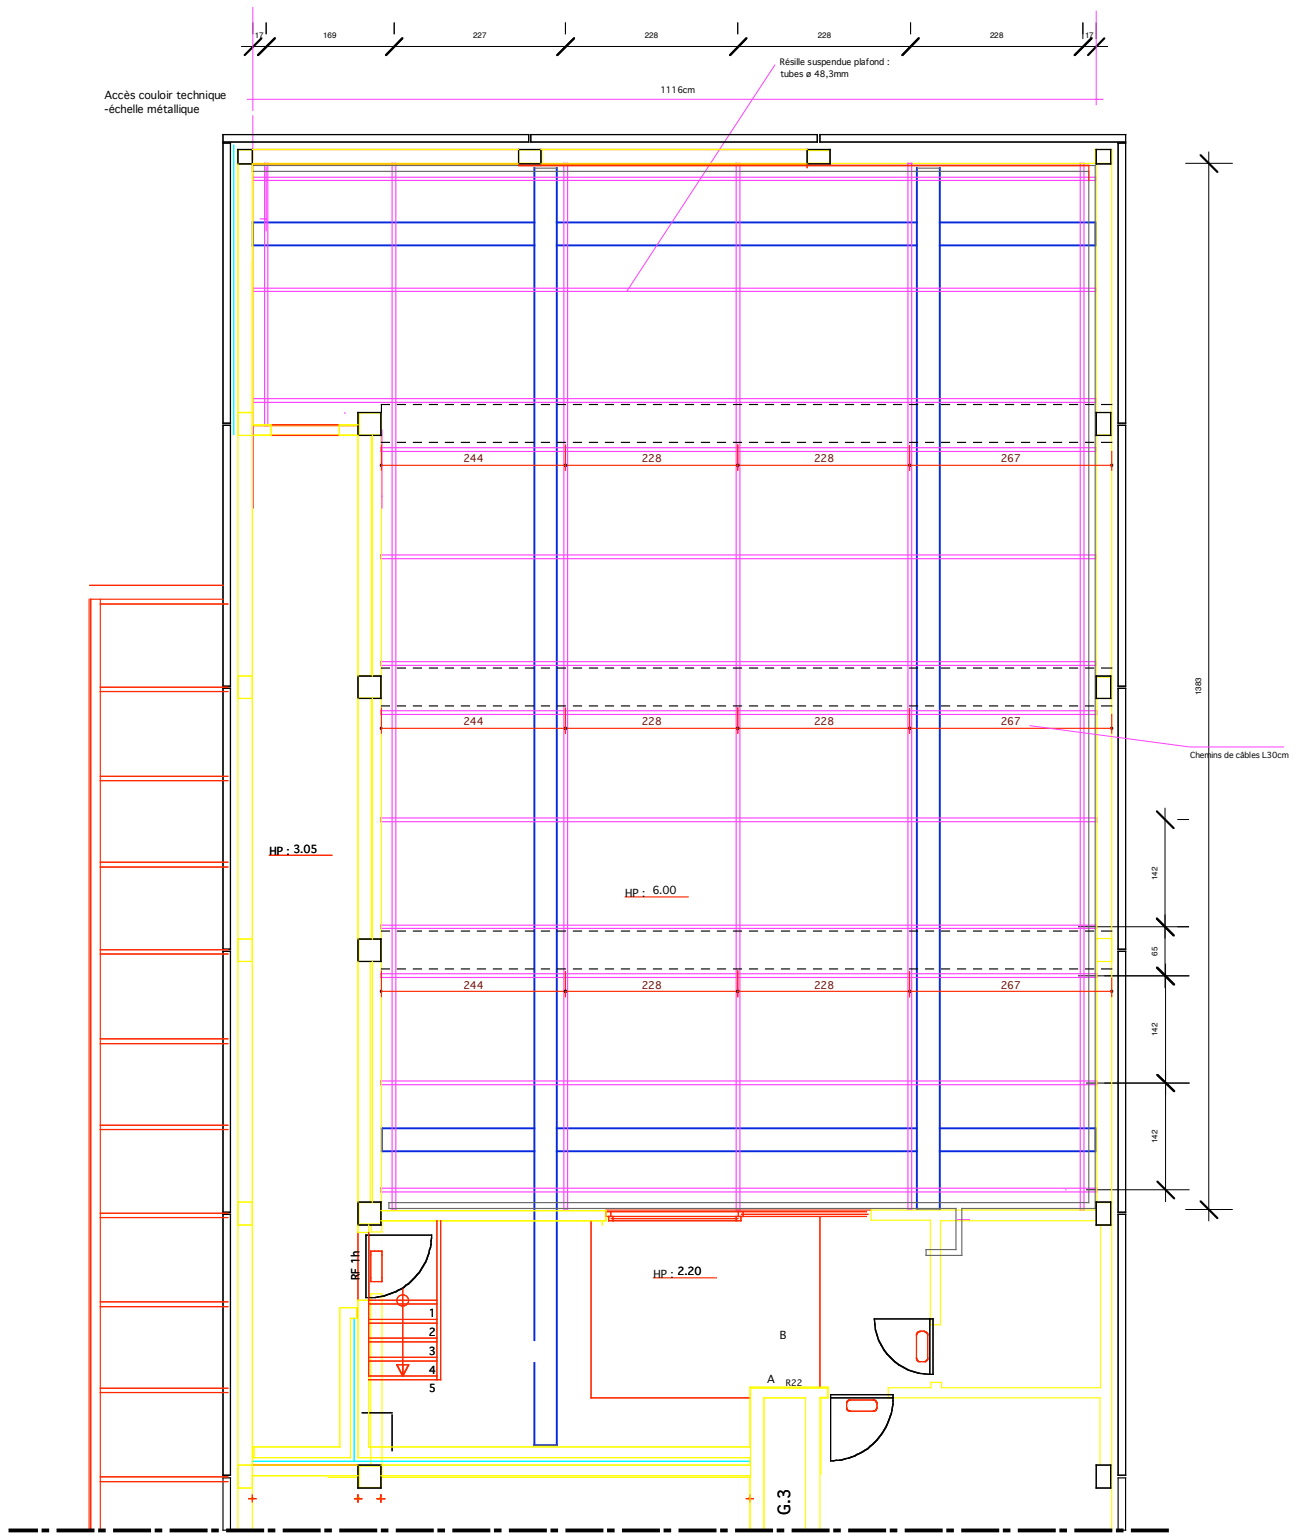 17 169 227 228 228 228 17
Résille suspendue plafond :
tubes ø 48,3mm
1116cm
Accès couloir technique
-échelle métallique
244 228 228 267
1383
244 228 228 267
Chemins de câbles L30cm
HP : 3.05
142
HP : 6.00
65
244 228 228 267
142
142
RF 1h
HP : 2.20
1
2
3
4
5
B
A R22
G.3